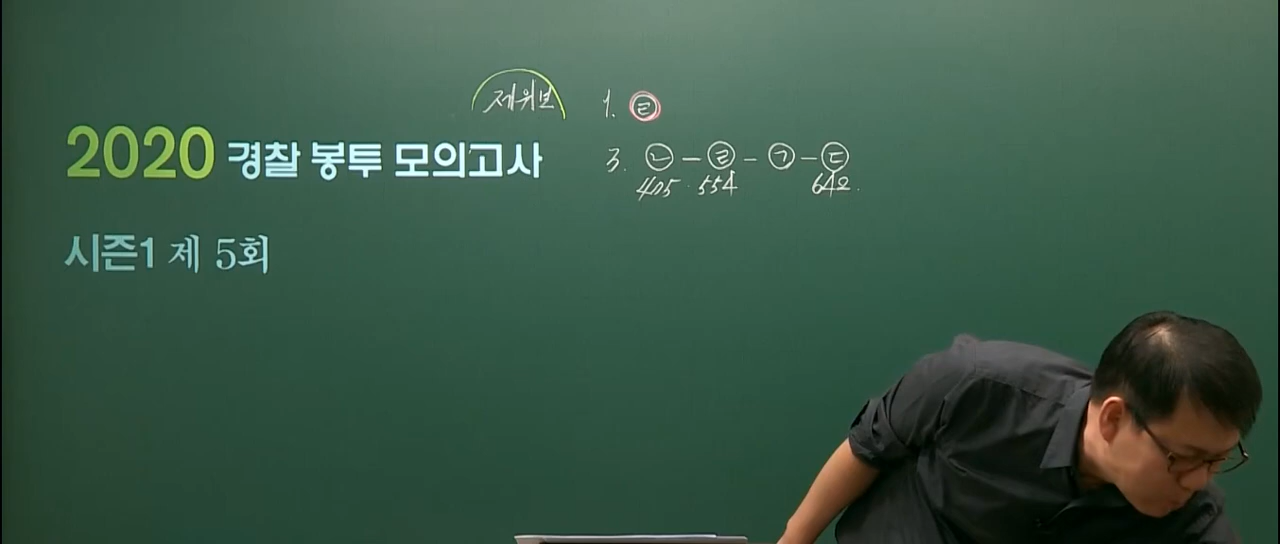 제위보
1. ㉣
3. ㉡ - ㉣ - ㉠ - ㉢
405 554 642
2020 경찰 봉투 모의고사
시즌1 제 5회